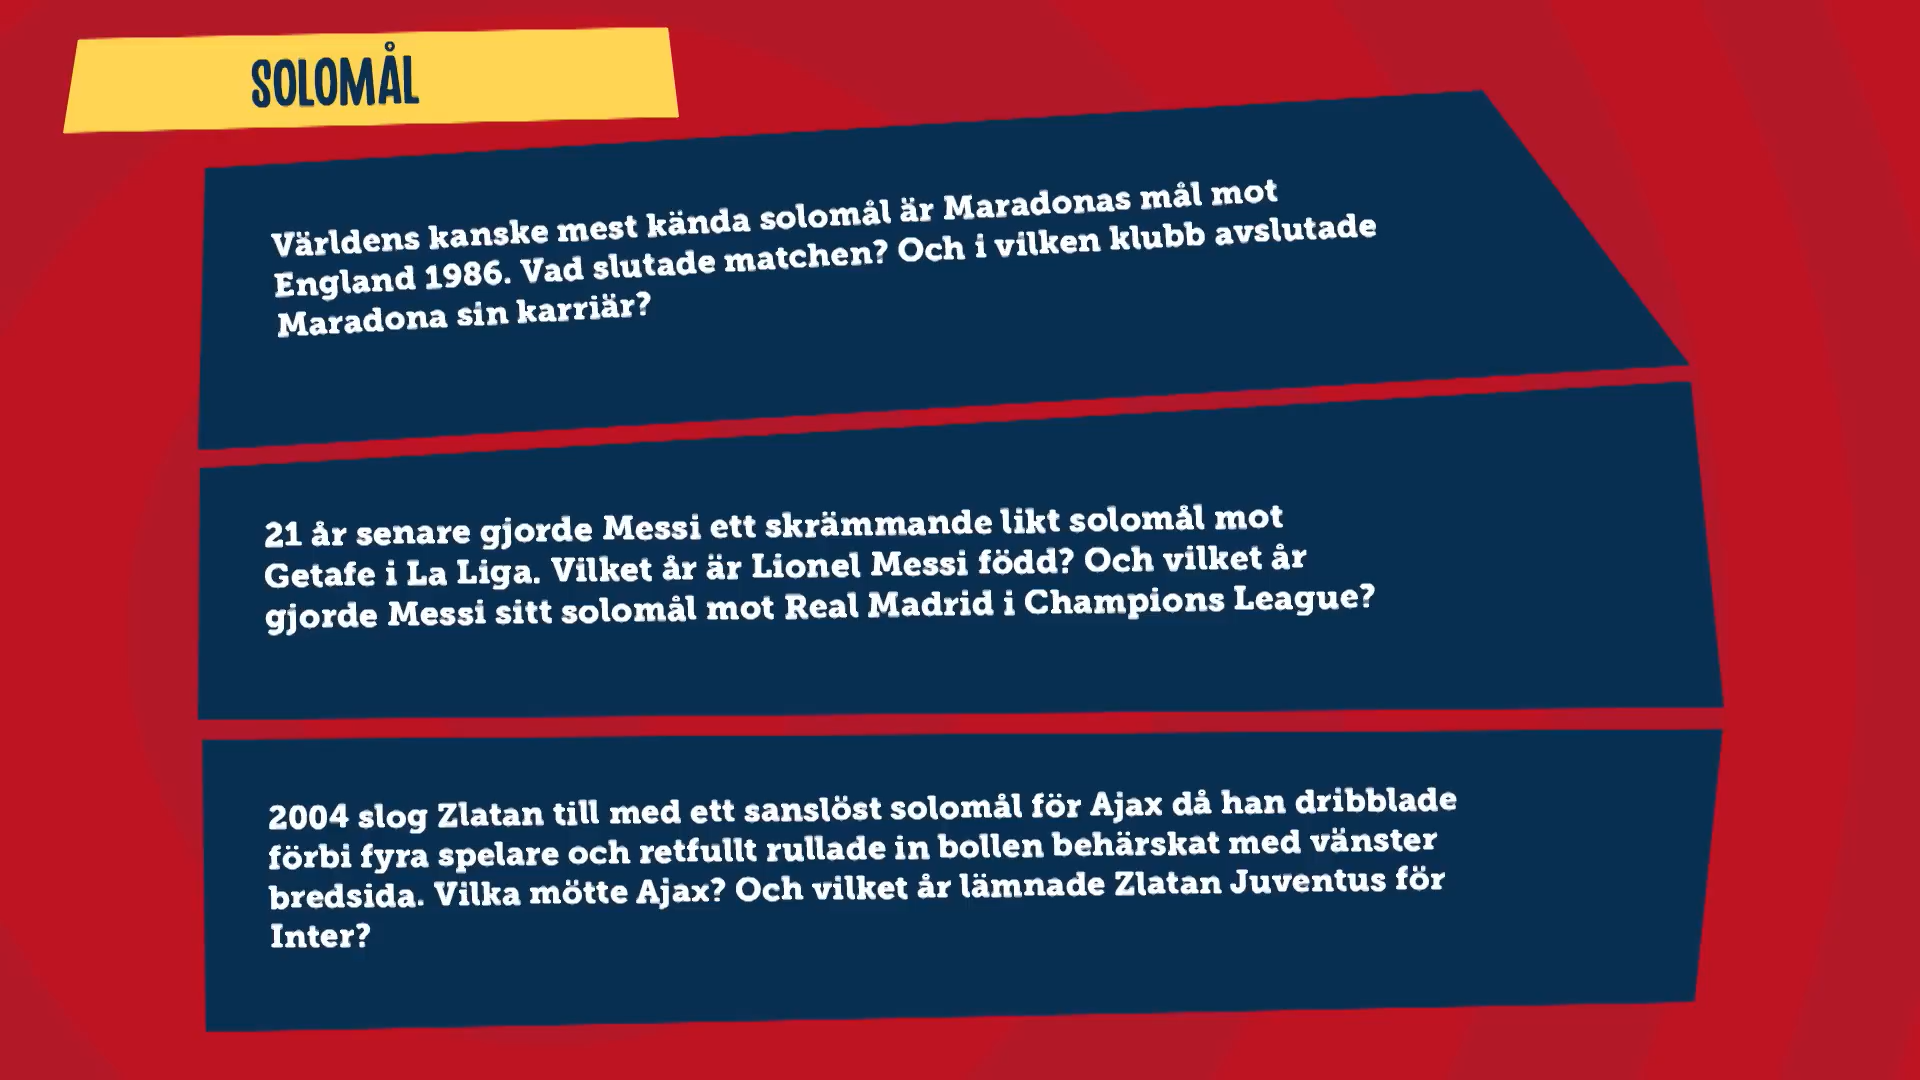 SOLOMÅL
Världens kanske mest kända solomål är Maradonas mål mot
England 1986. Vad slutade matchen? Och i vilken klubb avslutade
Maradona sin karriär?
21 år senare gjorde Messi ett skrämmande likt solomål mot
Getafe i La Liga. Vilket år är Lionel Messi född? Och vilket år
gjorde Messi sitt solomål mot Real Madrid i Champions League?
2004 slog Zlatan till med ett sanslöst solomål för Ajax då han dribblade
förbi fyra spelare och retfullt rullade in bollen behärskat med vänster
bredsida. Vilka mötte Ajax? Och vilket år lämnade Zlatan Juventus för
Inter?